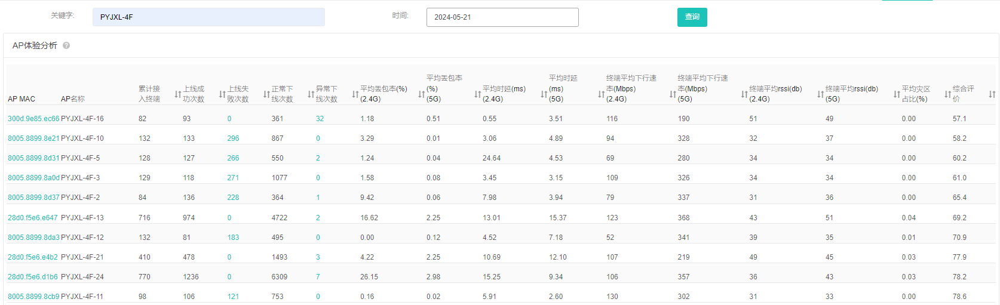 关键字: PYJXL-4F 时间: 2024-05-21 查询
AP体验分析 ?
AP MAC AP名称 累计接入终端 上线成功次数 上线失败次数 正常下线次数 异常下线次数 平均丢包率(%)(2.4G) 平均丢包率(%)(5G) 平均时延(ms)(2.4G) 平均时延(ms)(5G) 终端平均下行速率(Mbps)(2.4G) 终端平均下行速率(Mbps)(5G) 终端平均rssi(db)(2.4G) 终端平均rssi(db)(5G) 平均灾区占比(%) 综合评价
300d.9e85.ec66 PYJXL-4F-16 82 93 0 361 32 1.18 0.51 0.55 3.51 116 190 51 49 0.00 57.1
8005.8899.8e21 PYJXL-4F-10 132 133 296 867 0 3.29 0.01 3.06 4.89 94 328 32 37 0.00 58.2
8005.8899.8d31 PYJXL-4F-5 128 127 266 550 2 1.24 0.04 24.64 4.53 69 280 34 34 0.00 60.2
8005.8899.8a0d PYJXL-4F-3 129 118 271 1077 0 1.58 0.08 3.45 3.15 109 326 34 34 0.00 61.0
8005.8899.8d37 PYJXL-4F-2 84 136 228 364 1 9.42 0.06 7.98 3.94 79 337 31 36 0.00 65.4
28d0.f5e6.e647 PYJXL-4F-13 716 974 0 4722 2 16.62 2.25 13.01 15.37 123 368 43 51 0.04 69.2
8005.8899.8da3 PYJXL-4F-12 132 81 183 495 0 0.00 0.12 4.52 7.18 52 341 39 35 0.01 70.9
28d0.f5e6.e4b2 PYJXL-4F-21 410 478 0 1493 3 4.22 2.25 10.69 12.10 107 219 49 45 0.03 77.9
28d0.f5e6.d1b6 PYJXL-4F-24 770 1236 0 6309 7 26.15 2.98 15.25 9.34 106 357 36 43 0.03 78.2
8005.8899.8cb9 PYJXL-4F-11 98 106 121 753 0 0.16 0.02 5.91 2.60 130 302 31 33 0.00 78.6